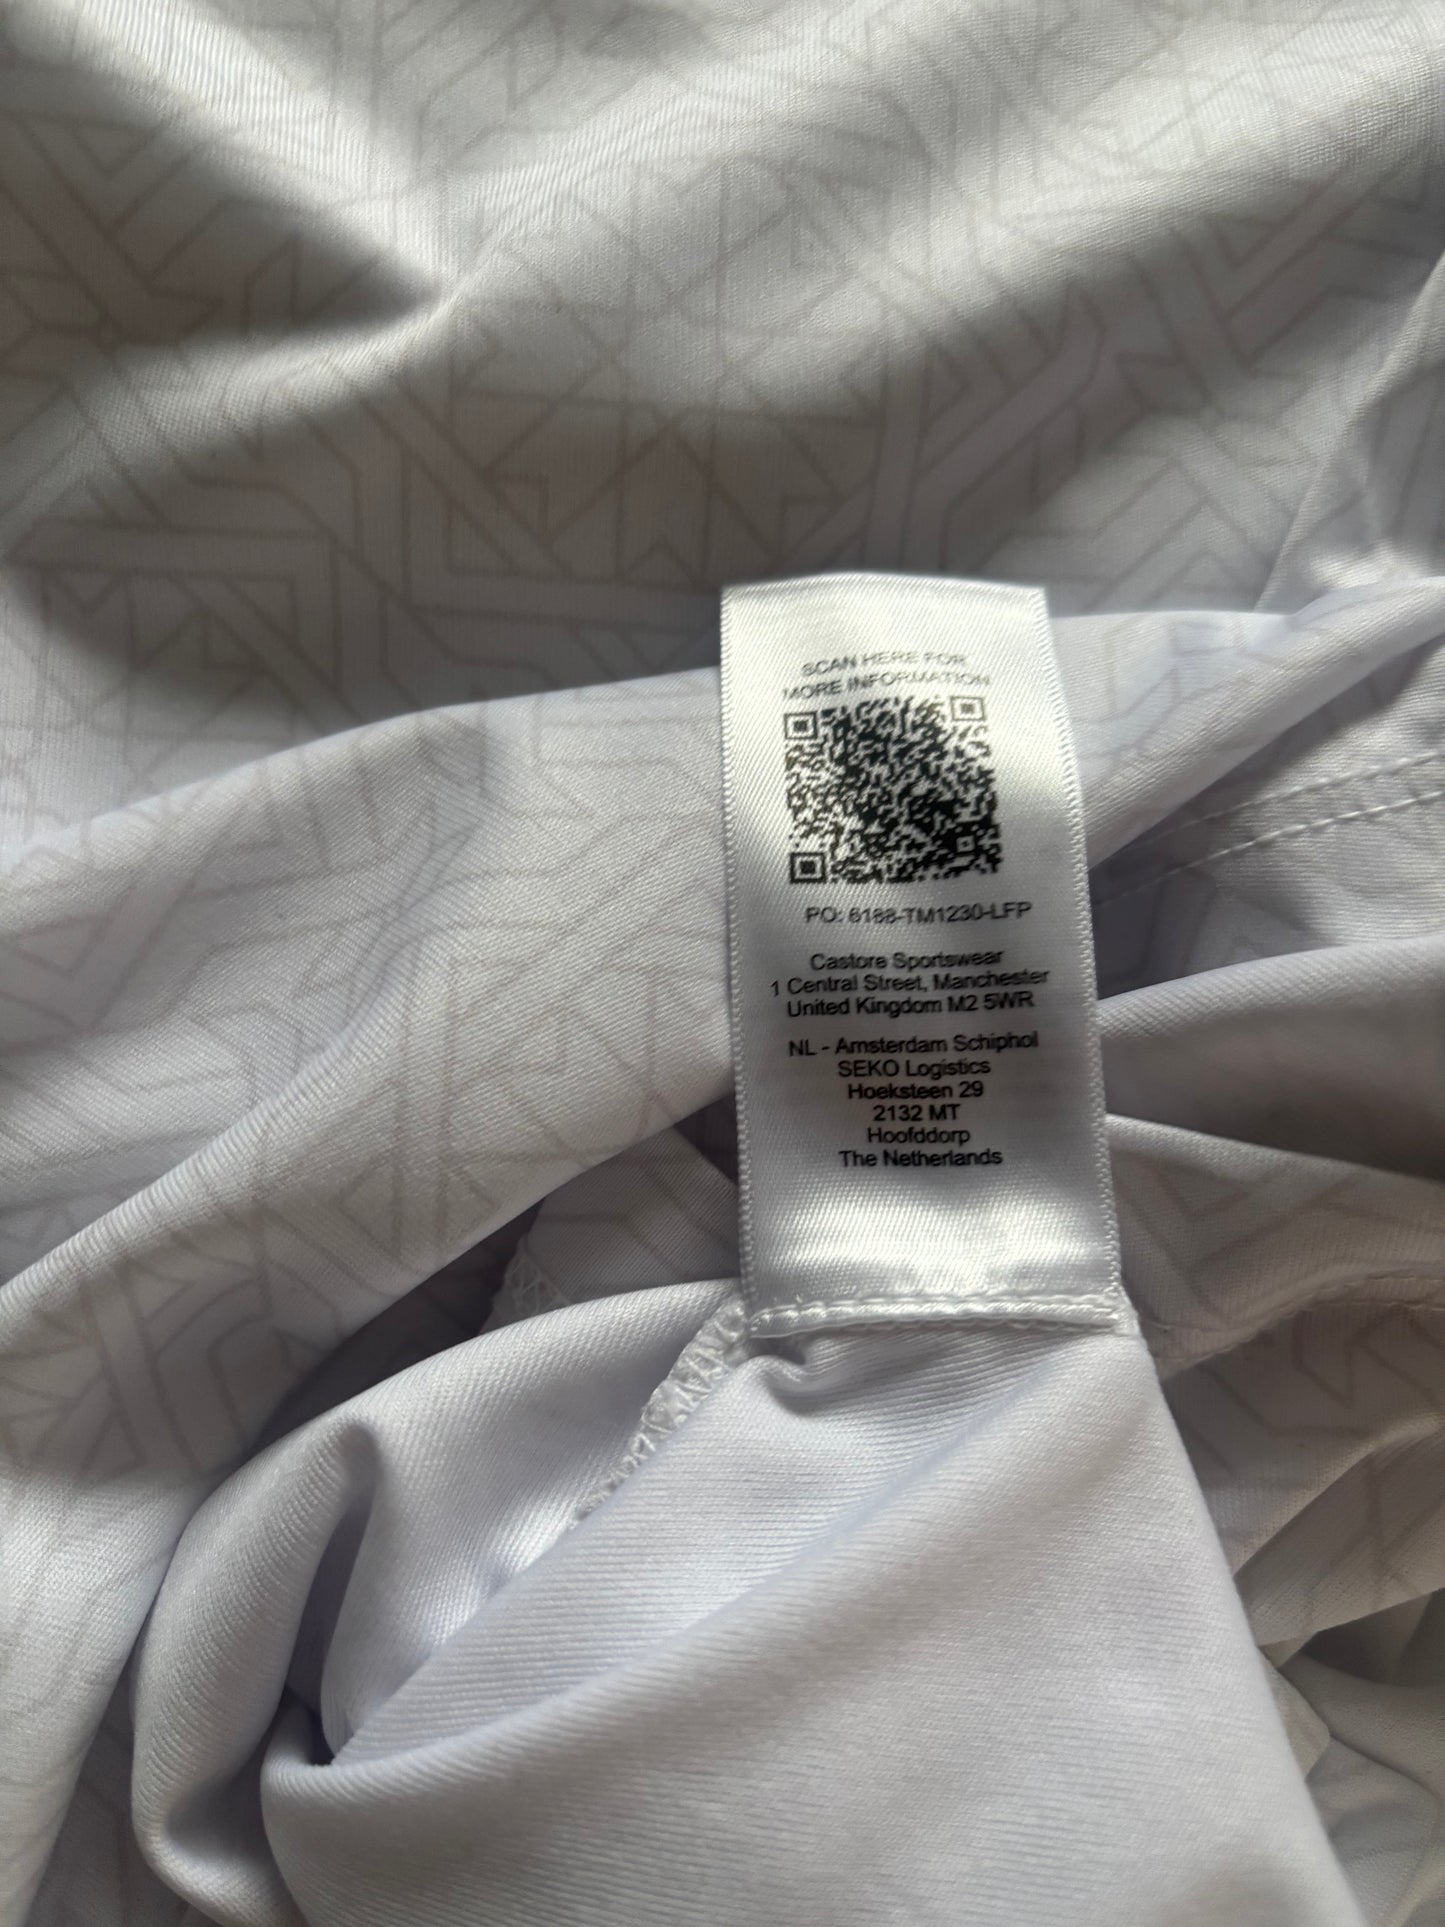 SCAN HERE FOR
MORE INFORMATION
PO: 6188-TM1230-LFP
Castore Sportswear
1 Central Street, Manchester
United Kingdom M2 5WR
NL - Amsterdam Schiphol
SEKO Logistics
Hoeksteen 29
2132 MT
Hoofddorp
The Netherlands